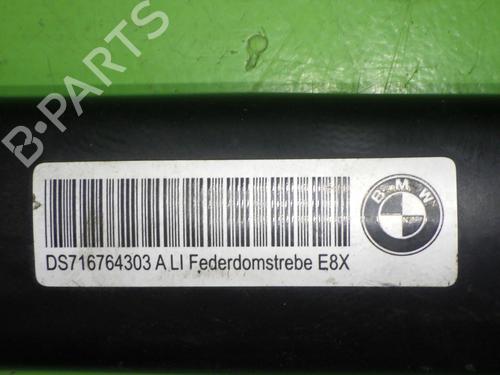 B-PARTS
BMW
DS716764303 A LI Federdomstrebe E8X